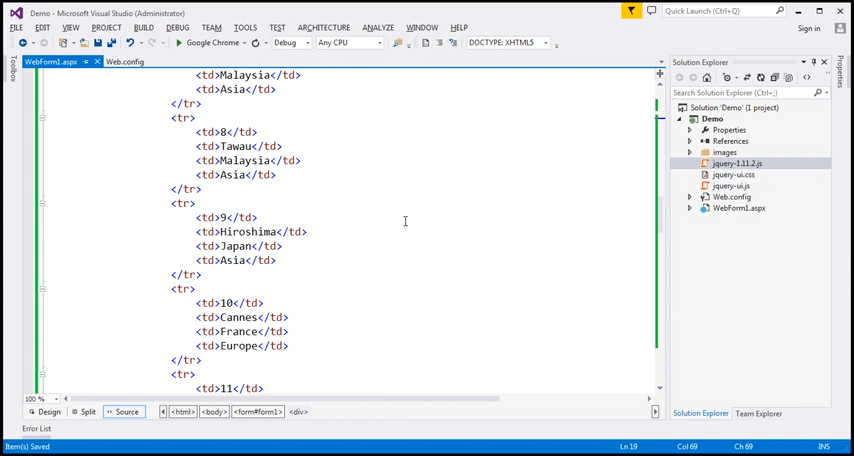 Demo - Microsoft Visual Studio (Administrator)
Quick Launch (Ctrl+;)
FILE EDIT VIEW PROJECT BUILD DEBUG TEAM TOOLS TEST ARCHITECTURE ANALYZE WINDOW HELP
Sign in
Google Chrome Debug Any CPU DOCTYPE: XHTML5
Toolbox
WebForm1.aspx Web.config
<td>Malaysia</td>
<td>Asia</td>
</tr>
<tr>
<td>8</td>
<td>Tawau</td>
<td>Malaysia</td>
<td>Asia</td>
</tr>
<tr>
<td>9</td>
<td>Hiroshima</td>
<td>Japan</td>
<td>Asia</td>
</tr>
<tr>
<td>10</td>
<td>Cannes</td>
<td>France</td>
<td>Europe</td>
</tr>
<tr>
<td>11</td>
100 %
Design Split Source <html> <body> <form#form1> <div>
Solution Explorer
Search Solution Explorer (Ctrl+;)
Solution 'Demo' (1 project)
Demo
Properties
References
images
jquery-1.11.2.js
jquery-ui.css
jquery-ui.js
Web.config
WebForm1.aspx
Solution Explorer Team Explorer
Properties
Error List
Item(s) Saved Ln 19 Col 69 Ch 69 INS